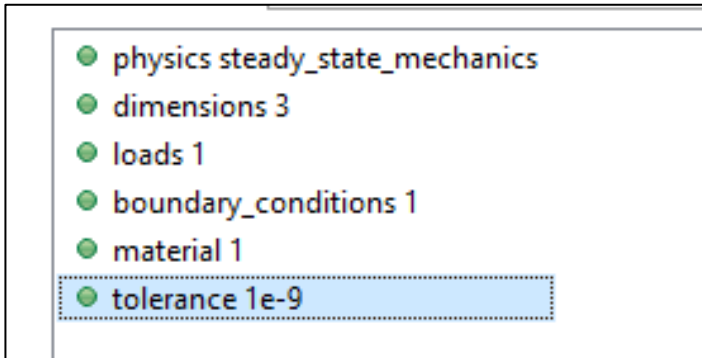 physics steady_state_mechanics
dimensions 3
loads 1
boundary_conditions 1
material 1
tolerance 1e-9